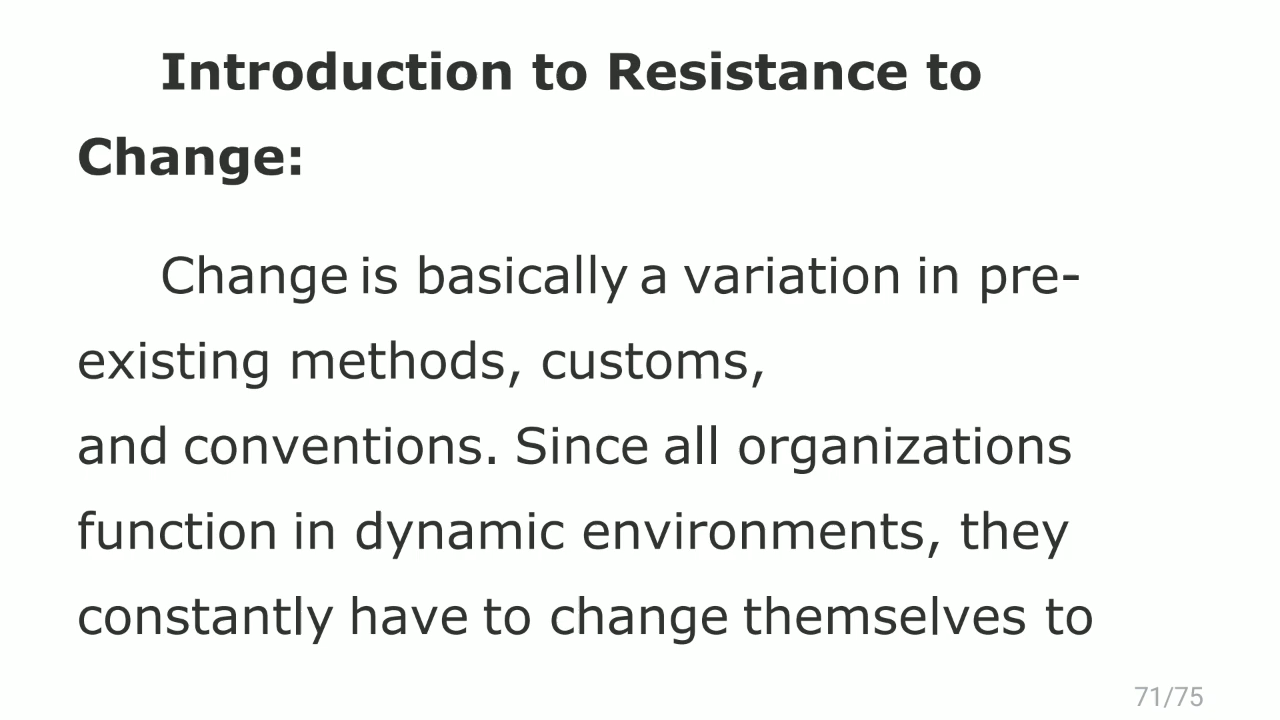 Introduction to Resistance to
Change:
Change is basically a variation in pre-
existing methods, customs,
and conventions. Since all organizations
function in dynamic environments, they
constantly have to change themselves to
71/75